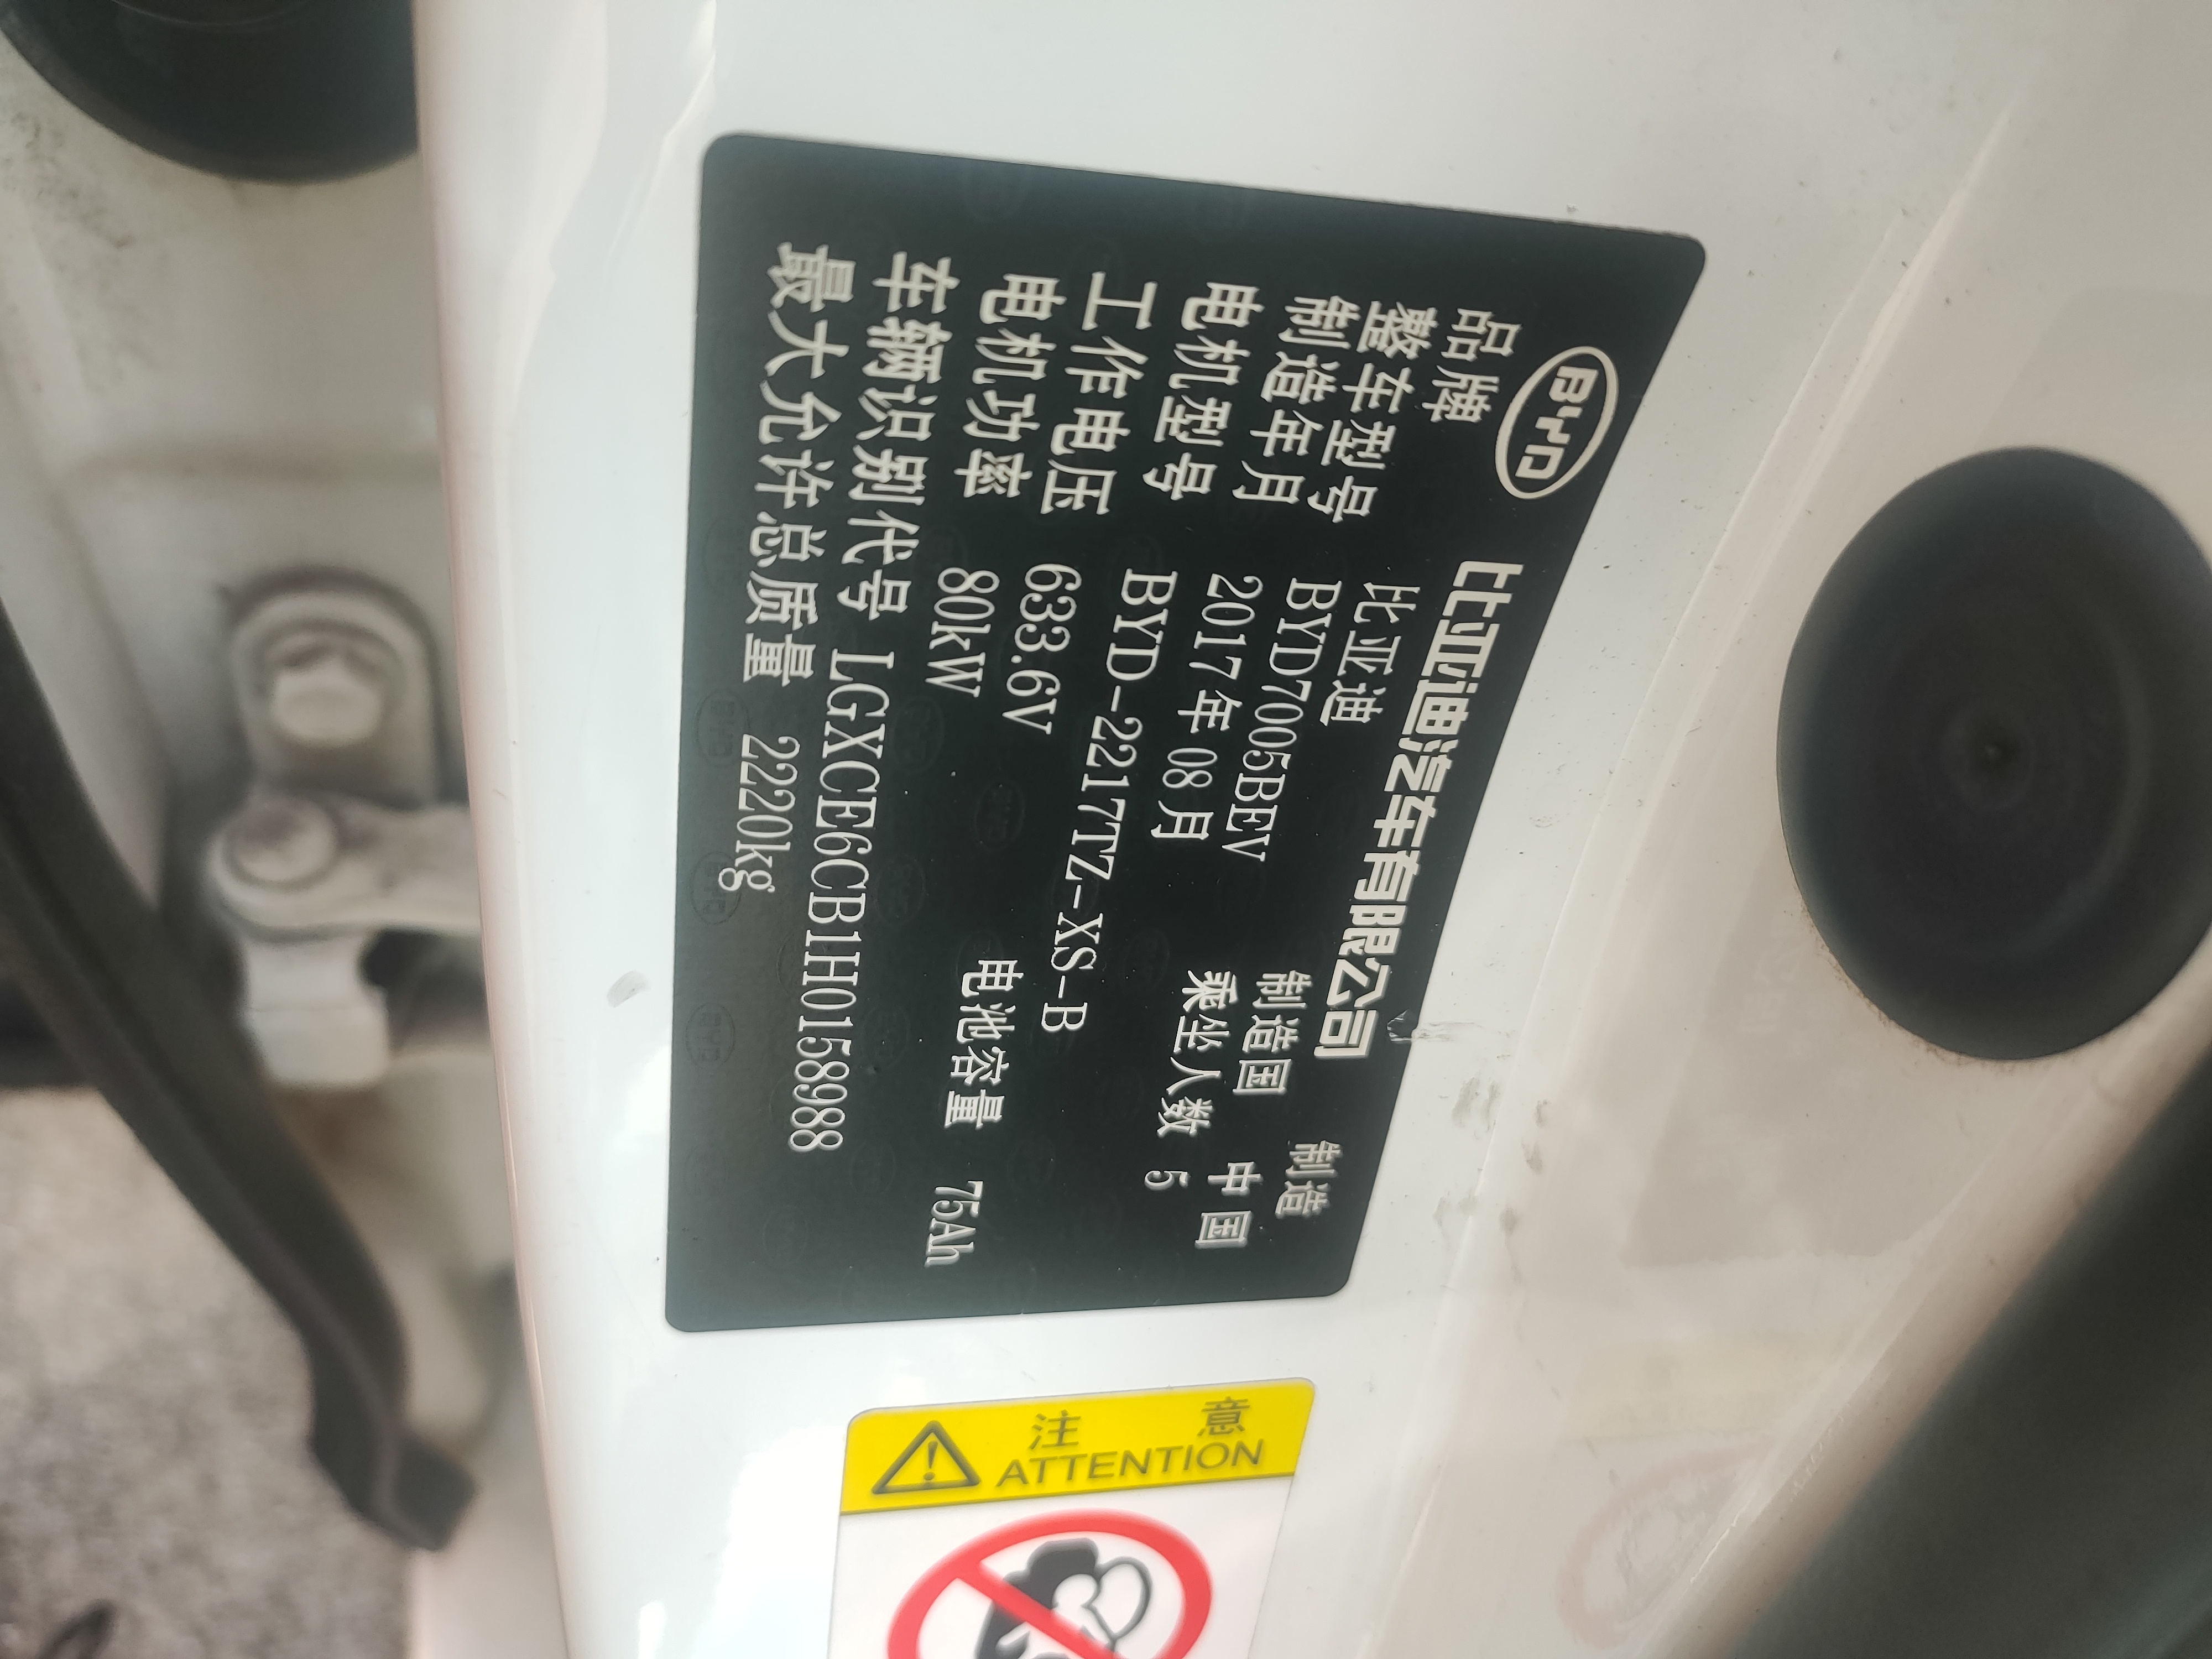 BYD 比亚迪汽车有限公司 制造
品牌 比亚迪 制造国 中国
整车型号 BYD7005BEV 乘坐人数 5
制造年月 2017年08月
电机型号 BYD-2217TZ-XS-B
工作电压 633.6V 电池容量 75Ah
电机功率 80kW
车辆识别代号 LGXCE6CB1H0158988
最大允许总质量 2220kg
注意
ATTENTION